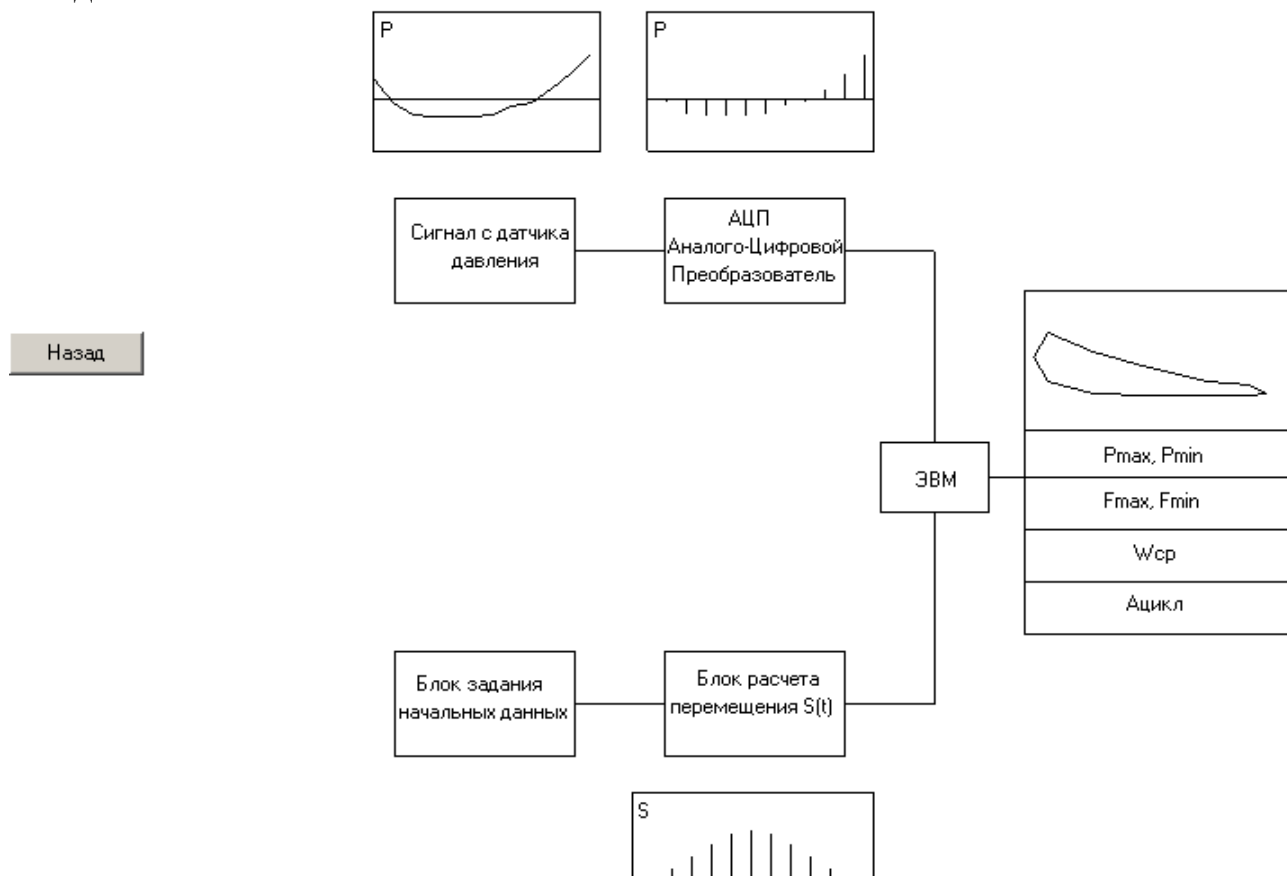 P
P
Сигнал с датчика
давления
АЦП
Аналого-Цифровой
Преобразователь
Назад
Pmax, Pmin
ЭВМ
Fmax, Fmin
Wср
Ацикл
Блок задания
начальных данных
Блок расчета
перемещения S(t)
S